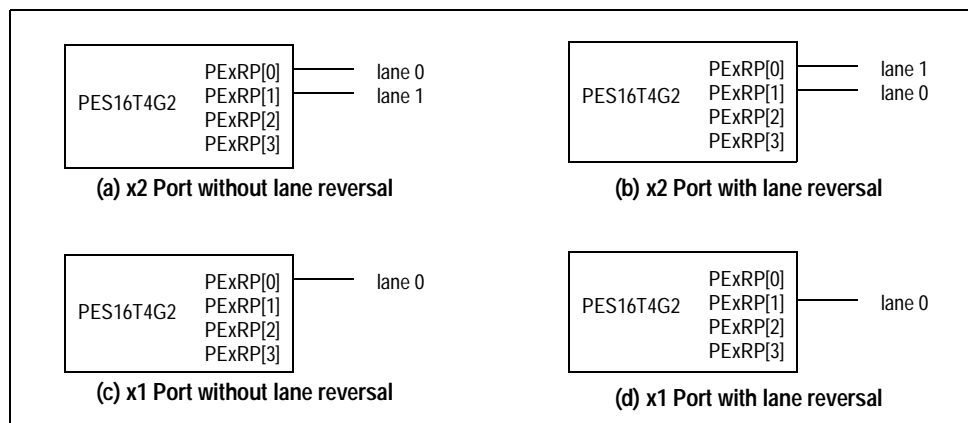 PES16T4G2
PExRP[0] lane 0
PExRP[1] lane 1
PExRP[2]
PExRP[3]
(a) x2 Port without lane reversal
PES16T4G2
PExRP[0] lane 1
PExRP[1] lane 0
PExRP[2]
PExRP[3]
(b) x2 Port with lane reversal
PES16T4G2
PExRP[0] lane 0
PExRP[1]
PExRP[2]
PExRP[3]
(c) x1 Port without lane reversal
PES16T4G2
PExRP[0]
PExRP[1] lane 0
PExRP[2]
PExRP[3]
(d) x1 Port with lane reversal